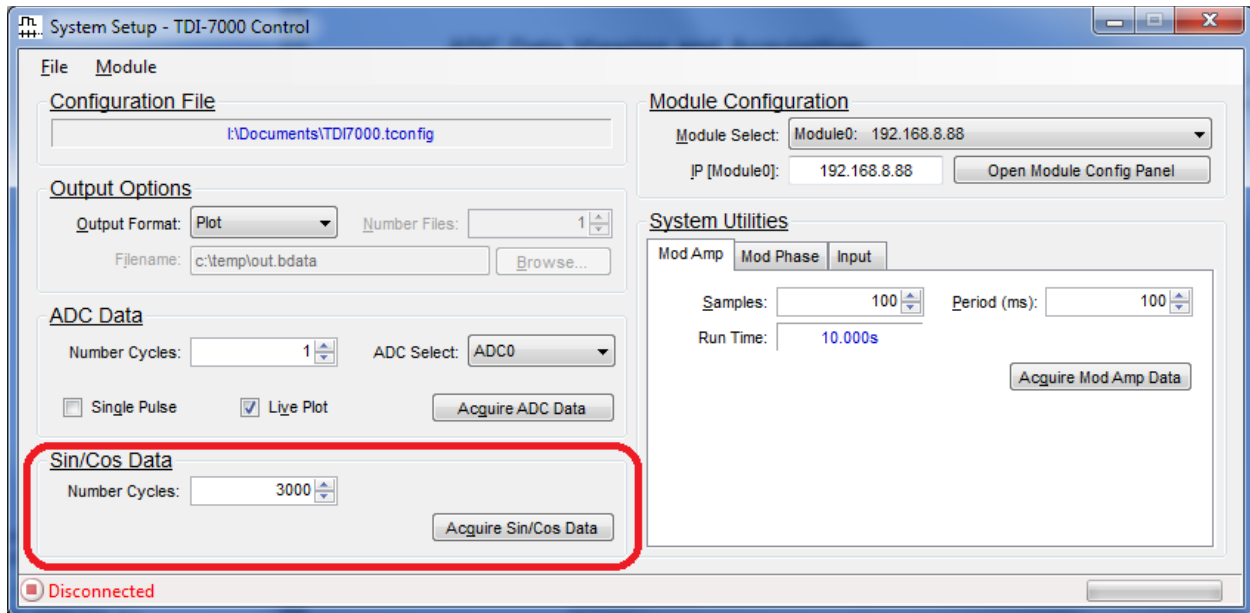 System Setup - TDI-7000 Control
File Module
Configuration File
I:\Documents\TDI7000.tconfig
Output Options
Output Format: Plot Number Files: 1
Filename: c:\temp\out.bdata Browse...
ADC Data
Number Cycles: 1 ADC Select: ADC0
Single Pulse Live Plot Acquire ADC Data
Sin/Cos Data
Number Cycles: 3000
Acquire Sin/Cos Data
Module Configuration
Module Select: Module0: 192.168.8.88
IP [Module0]: 192.168.8.88 Open Module Config Panel
System Utilities
Mod Amp Mod Phase Input
Samples: 100 Period (ms): 100
Run Time: 10.000s
Acquire Mod Amp Data
Disconnected